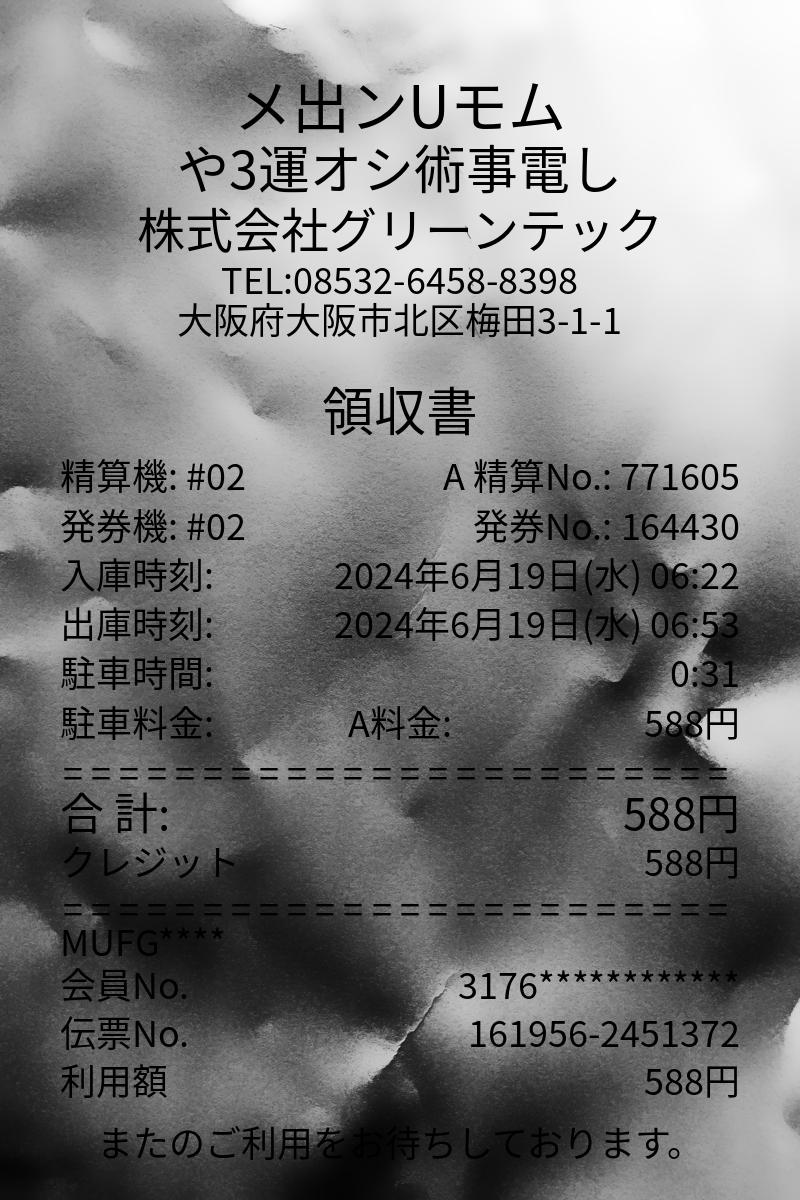 メ出ンUモム
や3運オシ術事電し
株式会社グリーンテック
TEL:08532-6458-8398
大阪府大阪市北区梅田3-1-1
領収書
精算機: #02 A 精算No.: 771605
発券機: #02 発券No.: 164430
入庫時刻: 2024年6月19日(水) 06:22
出庫時刻: 2024年6月19日(水) 06:53
駐車時間: 0:31
駐車料金: A料金: 588円
========================
合 計: 588円
クレジット 588円
========================
MUFG****
会員No. 3176************
伝票No. 161956-2451372
利用額 588円
またのご利用をお待ちしております。